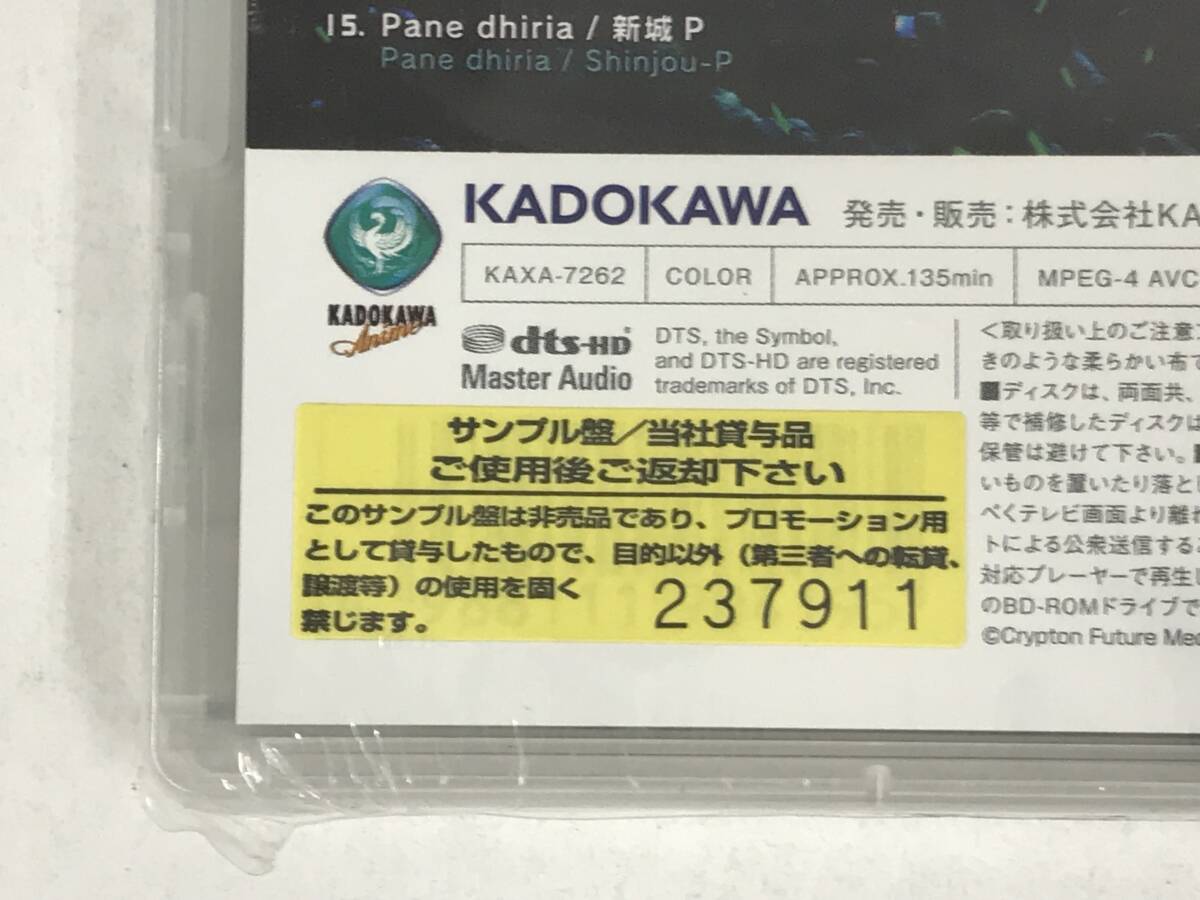 15. Pane dhiria / 新城 P
Pane dhiria / Shinjou-P
KADOKAWA
発売・販売：株式会社KA
KAXA-7262 COLOR APPROX.135min MPEG-4 AVC
KADOKAWA
Anime
dts-HD
Master Audio
DTS, the Symbol,
and DTS-HD are registered
trademarks of DTS, Inc.
サンプル盤／当社貸与品
ご使用後ご返却下さい
このサンプル盤は非売品であり、プロモーション用
として貸与したもので、目的以外（第三者への転貸、
譲渡等）の使用を固く
禁じます。
237911
＜取り扱い上のご注意
きのような柔らかい布で
■ディスクは、両面共、
等で補修したディスクは
保管は避けて下さい。
いものを置いたり落とし
べくテレビ画面より離
トによる公衆送信する
対応プレーヤーで再生し
のBD-ROMドライブで
©Crypton Future Med